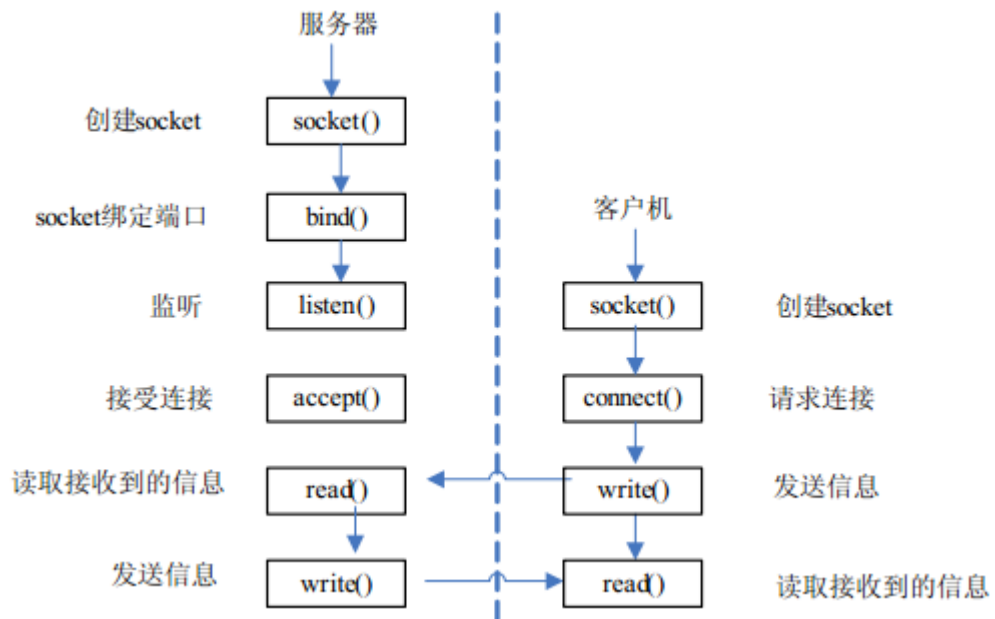 服务器
创建socket
socket()
socket绑定端口
bind()
客户机
监听
listen()
socket()
创建socket
接受连接
accept()
connect()
请求连接
读取接收到的信息
read()
write()
发送信息
发送信息
write()
read()
读取接收到的信息